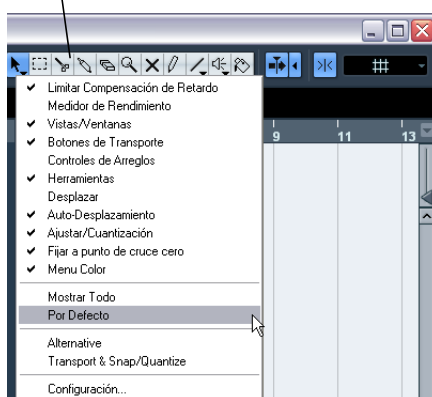 9 11 13
Limitar Compensación de Retardo
Medidor de Rendimiento
Vistas/Ventanas
Botones de Transporte
Controles de Arreglos
Herramientas
Desplazar
Auto-Desplazamiento
Ajustar/Cuantización
Fijar a punto de cruce cero
Menu Color
Mostrar Todo
Por Defecto
Alternative
Transport & Snap/Quantize
Configuración...